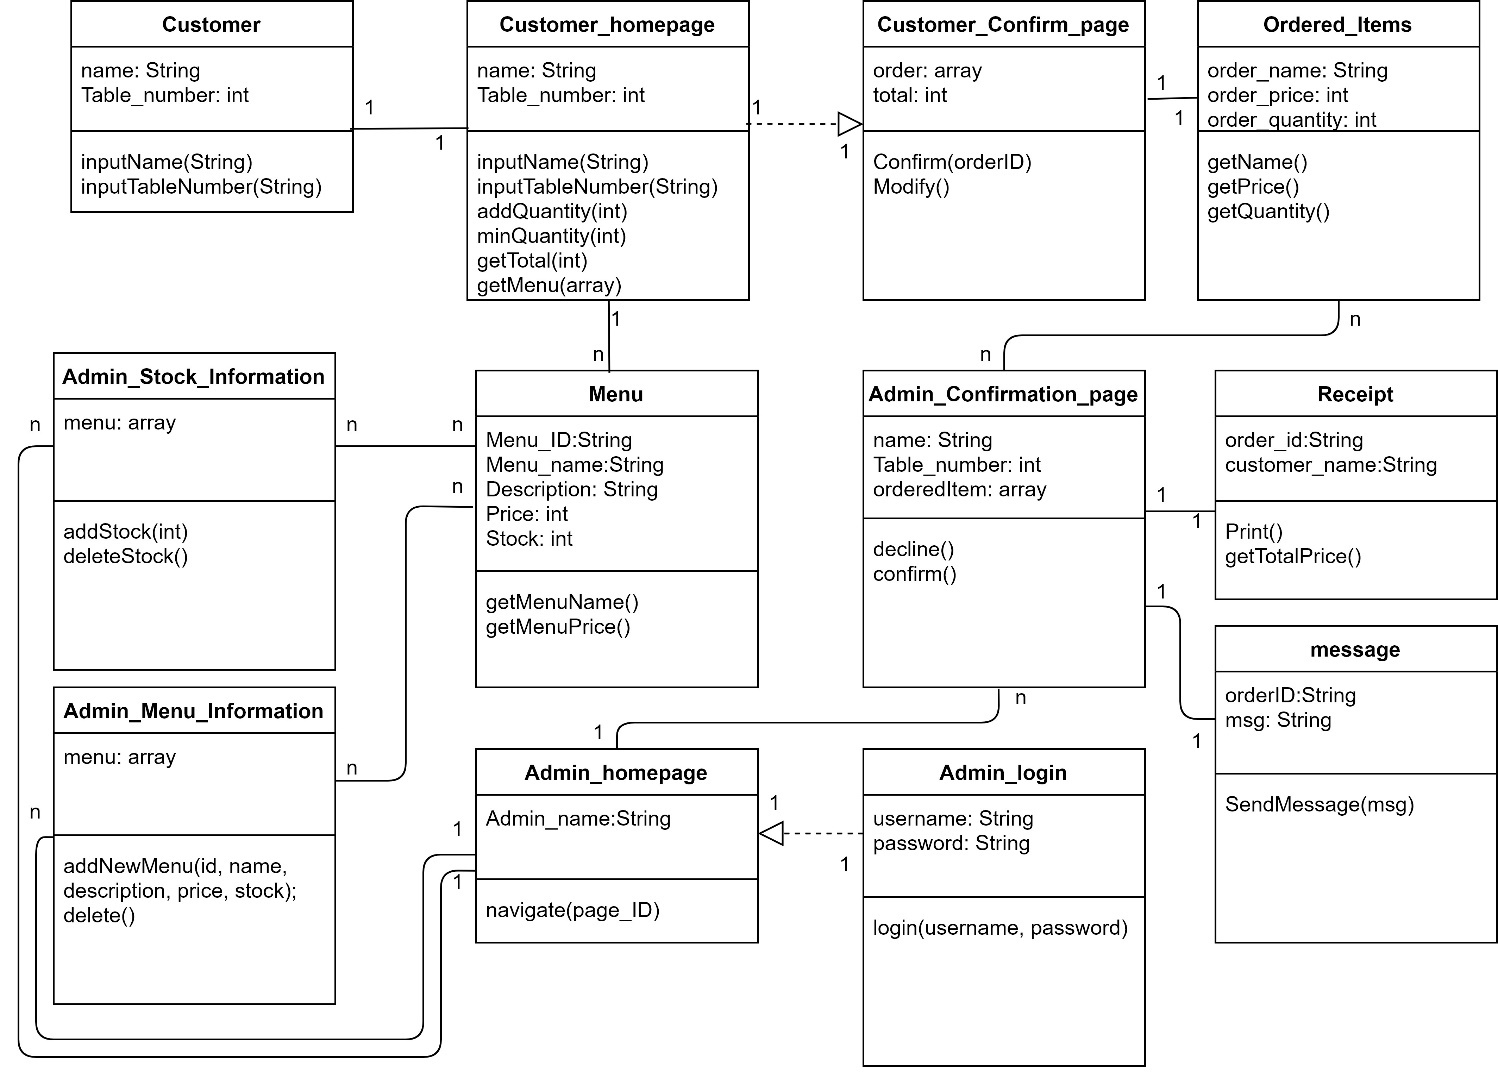 Customer
name: String
Table_number: int
inputName(String)
inputTableNumber(String)
1
1
Customer_homepage
name: String
Table_number: int
inputName(String)
inputTableNumber(String)
addQuantity(int)
minQuantity(int)
getTotal(int)
getMenu(array)
1
1
Customer_Confirm_page
order: array
total: int
Confirm(orderID)
Modify()
1
1
Ordered_Items
order_name: String
order_price: int
order_quantity: int
getName()
getPrice()
getQuantity()
1
n
n
n
Admin_Stock_Information
menu: array
addStock(int)
deleteStock()
n
n
n
n
Menu
Menu_ID:String
Menu_name:String
Description: String
Price: int
Stock: int
getMenuName()
getMenuPrice()
Admin_Confirmation_page
name: String
Table_number: int
orderedItem: array
decline()
confirm()
1
1
Receipt
order_id:String
customer_name:String
Print()
getTotalPrice()
1
1
message
orderID:String
msg: String
SendMessage(msg)
Admin_Menu_Information
menu: array
addNewMenu(id, name,
description, price, stock);
delete()
n
n
1
n
1
1
Admin_homepage
Admin_name:String
navigate(page_ID)
1
1
Admin_login
username: String
password: String
login(username, password)